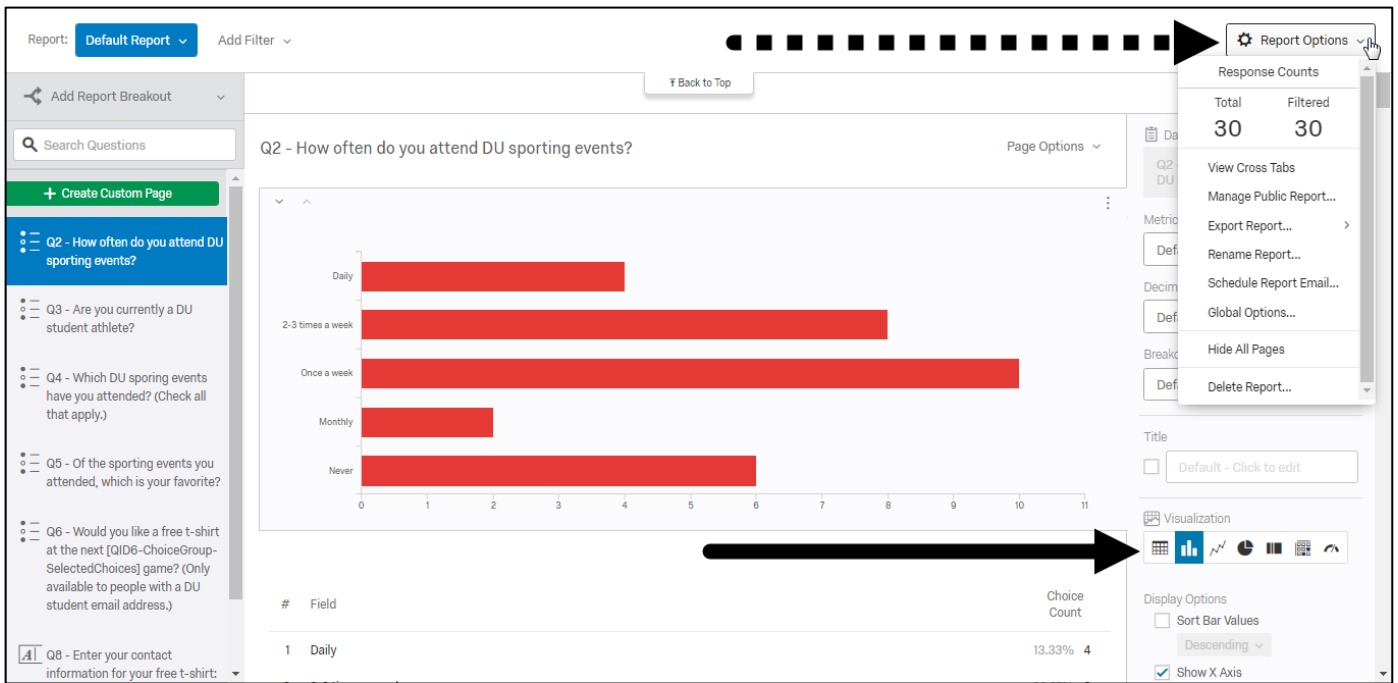 Report:
Default Report
Add Filter
Report Options
Back to Top
Response Counts
Total
Filtered
30
30
View Cross Tabs
Manage Public Report...
Export Report...
Rename Report...
Schedule Report Email...
Global Options...
Hide All Pages
Delete Report...
Add Report Breakout
Search Questions
+ Create Custom Page
Q2 - How often do you attend DU
sporting events?
Q3 - Are you currently a DU
student athlete?
Q4 - Which DU sporing events
have you attended? (Check all
that apply.)
Q5 - Of the sporting events you
attended, which is your favorite?
Q6 - Would you like a free t-shirt
at the next [QID6-ChoiceGroup-
SelectedChoices] game? (Only
available to people with a DU
student email address.)
Q8 - Enter your contact
information for your free t-shirt:
Q2 - How often do you attend DU sporting events?
Page Options
Daily
2-3 times a week
Once a week
Monthly
Never
0 1 2 3 4 5 6 7 8 9 10 11
# Field
Choice
Count
1 Daily 13.33% 4
Q2
DU
Metric
Title
Default - Click to edit
Visualization
Display Options
Sort Bar Values
Descending
Show X Axis